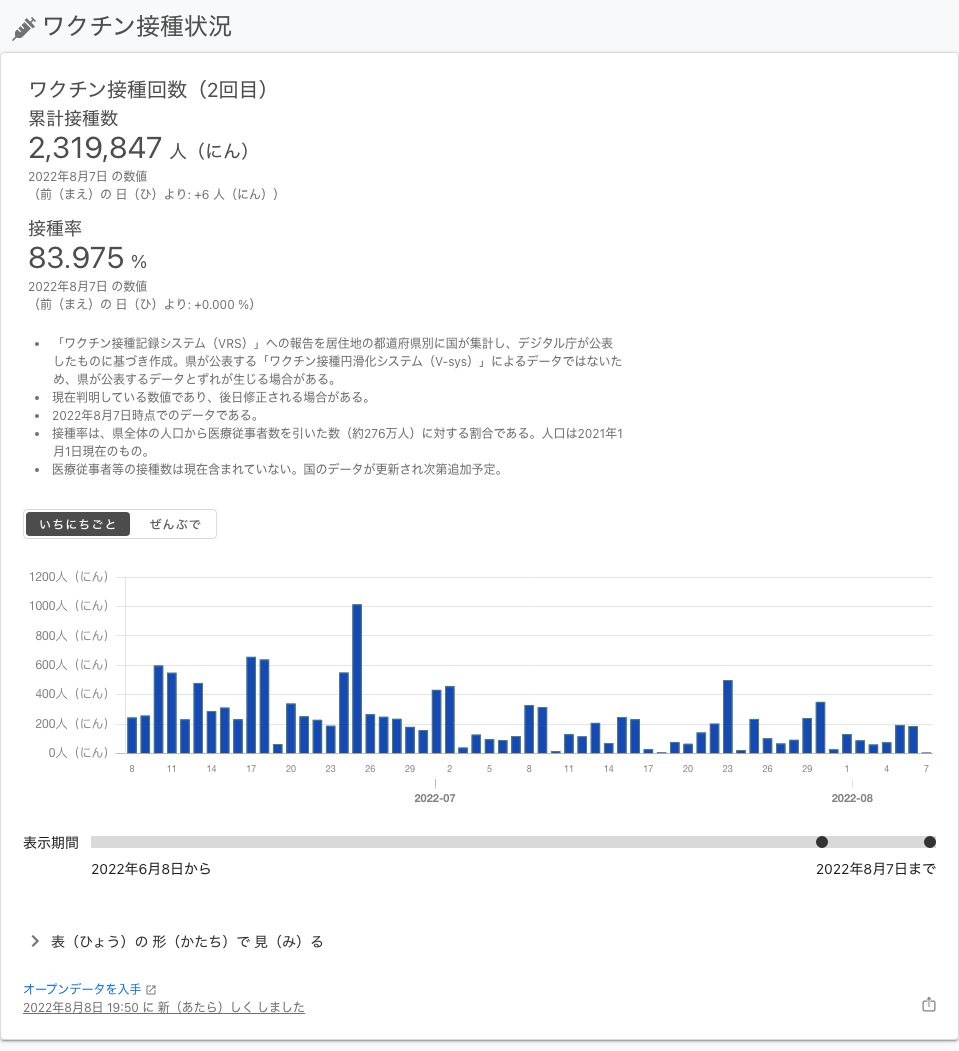 ワクチン接種状況
ワクチン接種回数（2回目）
累計接種数
2,319,847 人（にん）
2022年8月7日 の数値
（前（まえ）の 日（ひ）より: +6 人（にん））
接種率
83.975 %
2022年8月7日 の数値
（前（まえ）の 日（ひ）より: +0.000 %）
• 「ワクチン接種記録システム（VRS）」への報告を居住地の都道府県別に国が集計し、デジタル庁が公表
したものに基づき作成。県が公表する「ワクチン接種円滑化システム（V-sys）」によるデータではないた
め、県が公表するデータとずれが生じる場合がある。
• 現在判明している数値であり、後日修正される場合がある。
• 2022年8月7日時点でのデータである。
• 接種率は、県全体の人口から医療従事者数を引いた数（約276万人）に対する割合である。人口は2021年1
月1日現在のもの。
• 医療従事者等の接種数は現在含まれていない。国のデータが更新され次第追加予定。
いちにちごと ぜんぶで
1200人（にん）
1000人（にん）
800人（にん）
600人（にん）
400人（にん）
200人（にん）
0人（にん）
8 11 14 17 20 23 26 29 2 5 8 11 14 17 20 23 26 29 1 4 7
2022-07 2022-08
表示期間
2022年6月8日から 2022年8月7日まで
表（ひょう）の 形（かたち）で 見（み）る
オープンデータを入手
2022年8月8日 19:50 に 新（あたら）しく しました